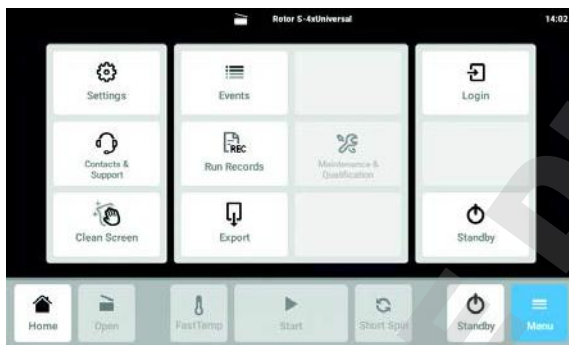 Rotor S-4xUniversal
14:02
Settings
Events
Login
Contacts &
Support
REC
Run Records
Maintenance &
Qualification
Clean Screen
Export
Standby
Home
Open
FastTemp
Start
Short Spin
Standby
Menu